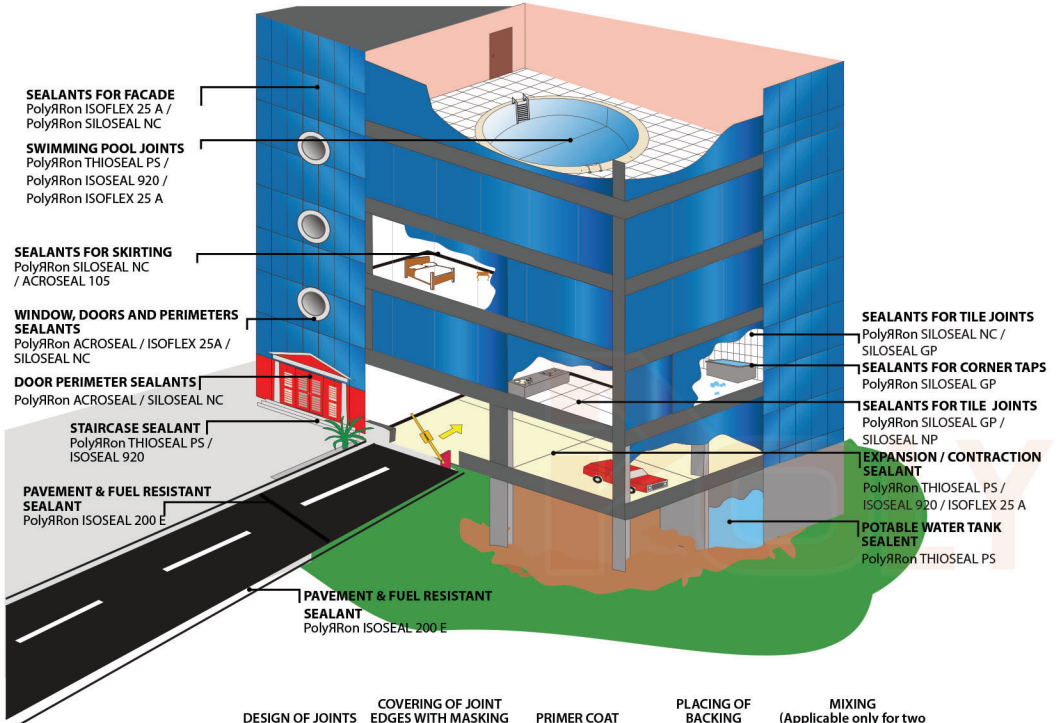 SEALANTS FOR FACADE
PolyЯRon ISOFLEX 25 A /
PolyЯRon SILOSEAL NC
SWIMMING POOL JOINTS
PolyЯRon THIOSEAL PS /
PolyЯRon ISOSEAL 920 /
PolyЯRon ISOFLEX 25 A
SEALANTS FOR SKIRTING
PolyЯRon SILOSEAL NC
/ ACROSEAL 105
WINDOW, DOORS AND PERIMETERS
SEALANTS
PolyЯRon ACROSEAL / ISOFLEX 25A /
SILOSEAL NC
DOOR PERIMETER SEALANTS
PolyЯRon ACROSEAL / SILOSEAL NC
STAIRCASE SEALANT
PolyЯRon THIOSEAL PS /
ISOSEAL 920
PAVEMENT & FUEL RESISTANT
SEALANT
PolyЯRon ISOSEAL 200 E
PAVEMENT & FUEL RESISTANT
SEALANT
PolyЯRon ISOSEAL 200 E
SEALANTS FOR TILE JOINTS
PolyЯRon SILOSEAL NC /
SILOSEAL GP
SEALANTS FOR CORNER TAPS
PolyЯRon SILOSEAL GP
SEALANTS FOR TILE JOINTS
PolyЯRon SILOSEAL GP /
SILOSEAL NP
EXPANSION / CONTRACTION
SEALANT
PolyЯRon THIOSEAL PS /
ISOSEAL 920 / ISOFLEX 25 A
POTABLE WATER TANK
SEALENT
PolyЯRon THIOSEAL PS
DESIGN OF JOINTS
COVERING OF JOINT
EDGES WITH MASKING
PRIMER COAT
PLACING OF
BACKING
MIXING
(Applicable only for two